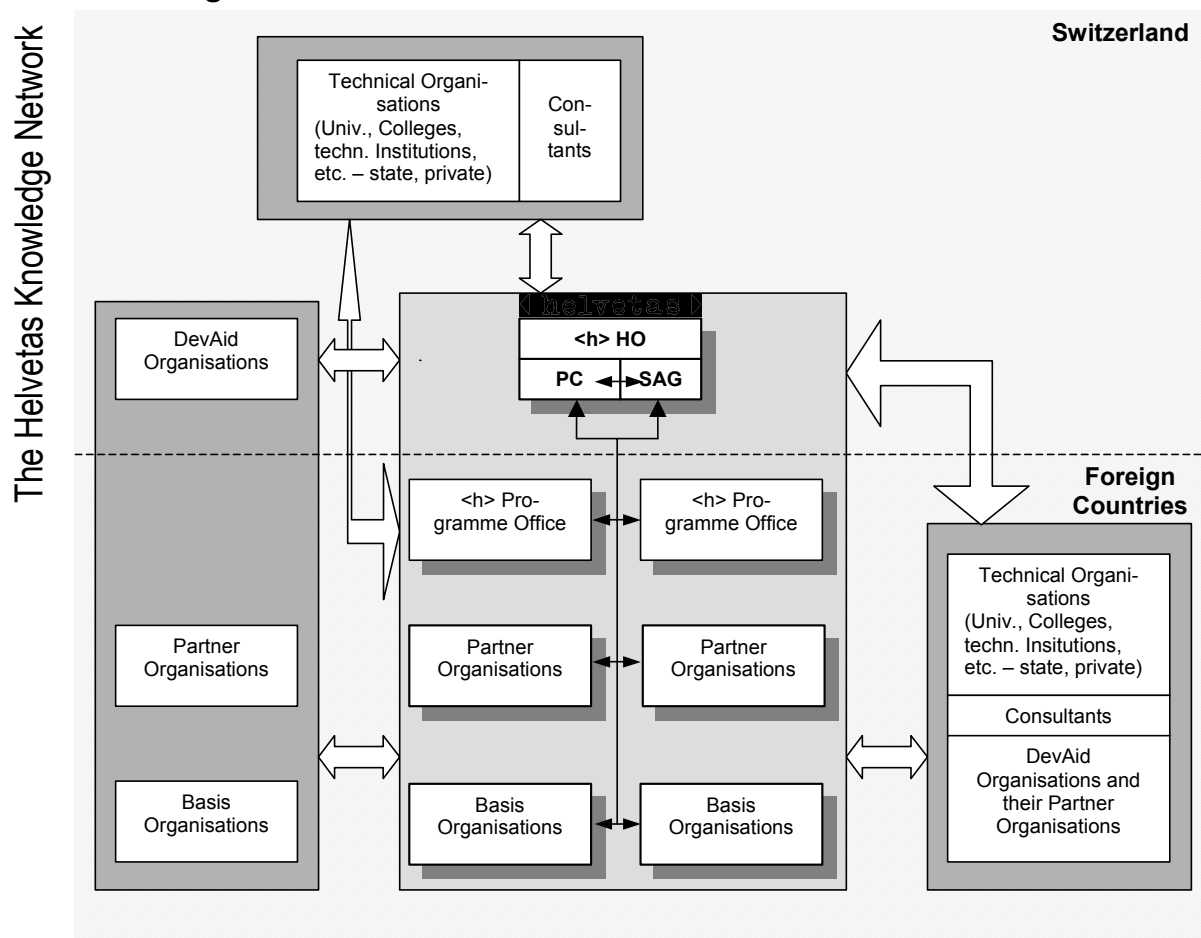 The Helvetas Knowledge Network
Switzerland
Technical Organi-
sations
(Univ., Colleges,
techn. Institutions,
etc. – state, private)
Con-
sul-
tants
DevAid
Organisations
helvetas
<h> HO
PC
SAG
Foreign
Countries
<h> Pro-
gramme Office
<h> Pro-
gramme Office
Technical Organi-
sations
(Univ., Colleges,
techn. Insitutions,
etc. – state, private)
Partner
Organisations
Partner
Organisations
Partner
Organisations
Consultants
DevAid
Organisations and
their Partner
Organisations
Basis
Organisations
Basis
Organisations
Basis
Organisations